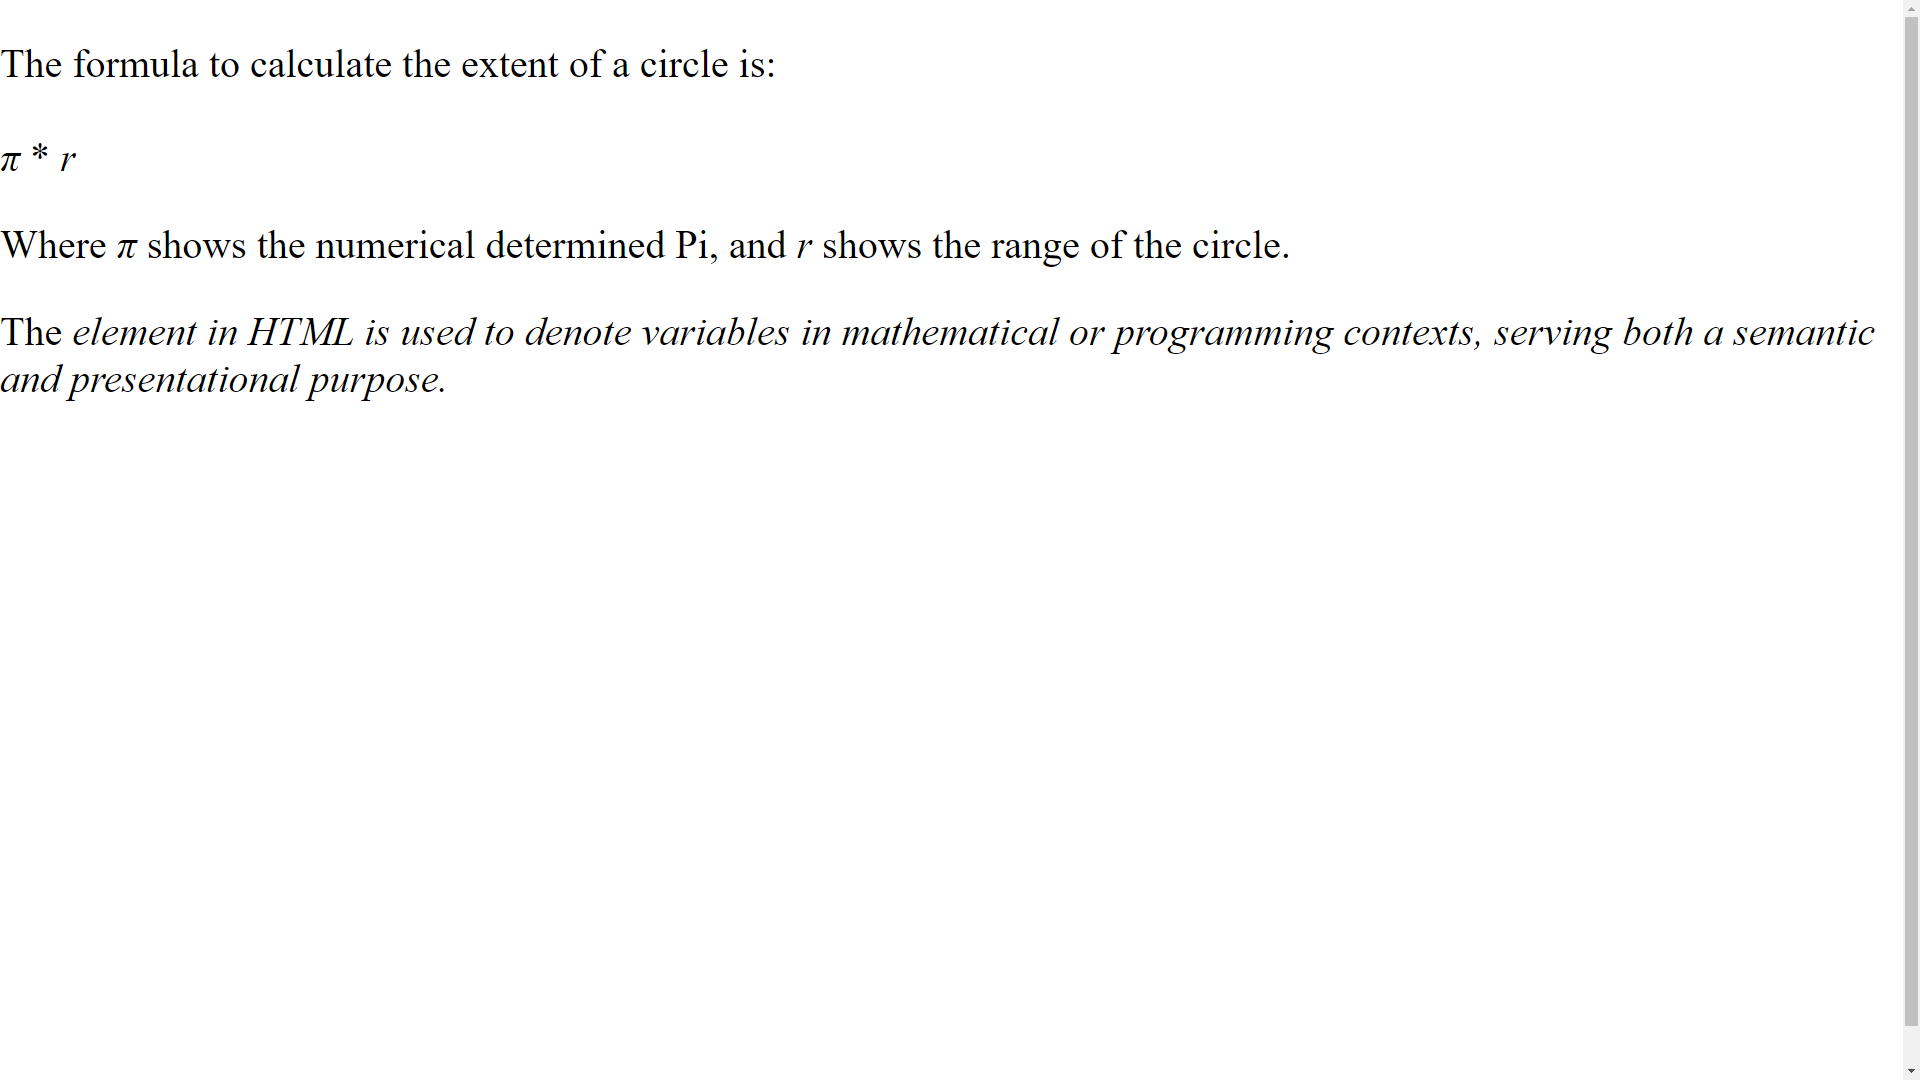 The formula to calculate the extent of a circle is:
π * r
Where π shows the numerical determined Pi, and r shows the range of the circle.
The element in HTML is used to denote variables in mathematical or programming contexts, serving both a semantic
and presentational purpose.